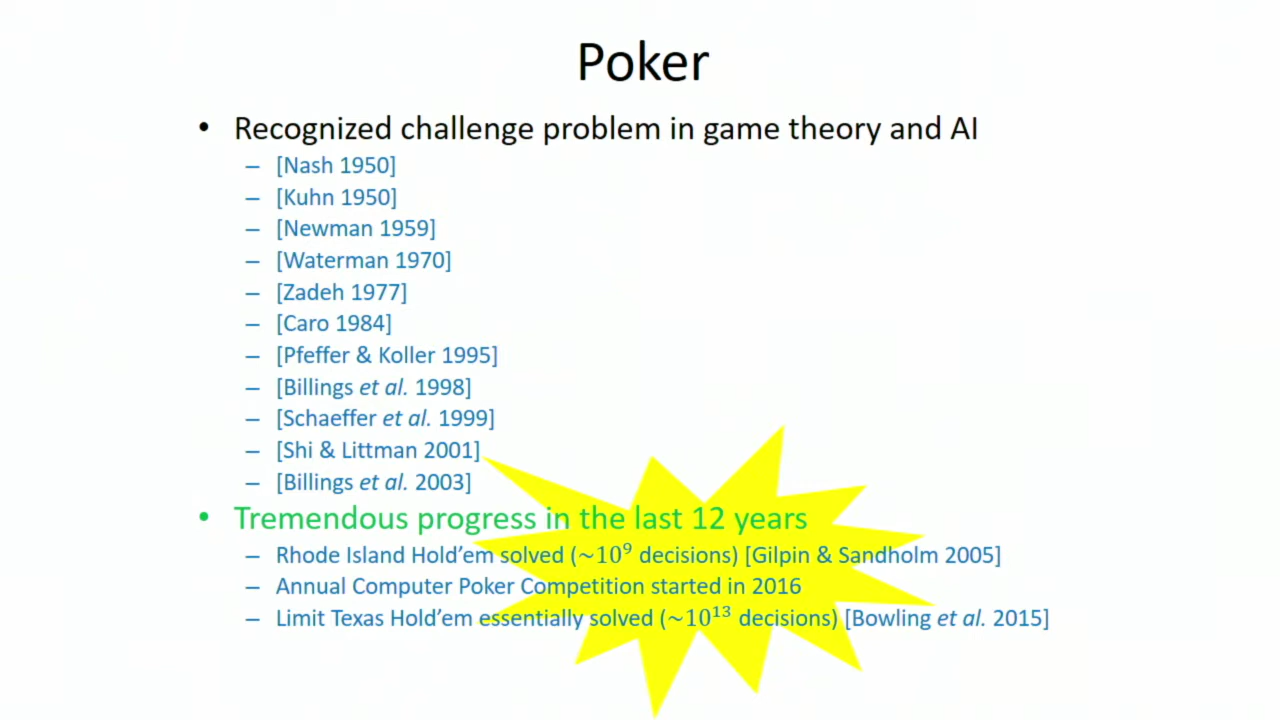 Poker
• Recognized challenge problem in game theory and AI
– [Nash 1950]
– [Kuhn 1950]
– [Newman 1959]
– [Waterman 1970]
– [Zadeh 1977]
– [Caro 1984]
– [Pfeffer & Koller 1995]
– [Billings et al. 1998]
– [Schaeffer et al. 1999]
– [Shi & Littman 2001]
– [Billings et al. 2003]
• Tremendous progress in the last 12 years
– Rhode Island Hold’em solved (~10⁹ decisions) [Gilpin & Sandholm 2005]
– Annual Computer Poker Competition started in 2016
– Limit Texas Hold’em essentially solved (~10¹³ decisions) [Bowling et al. 2015]